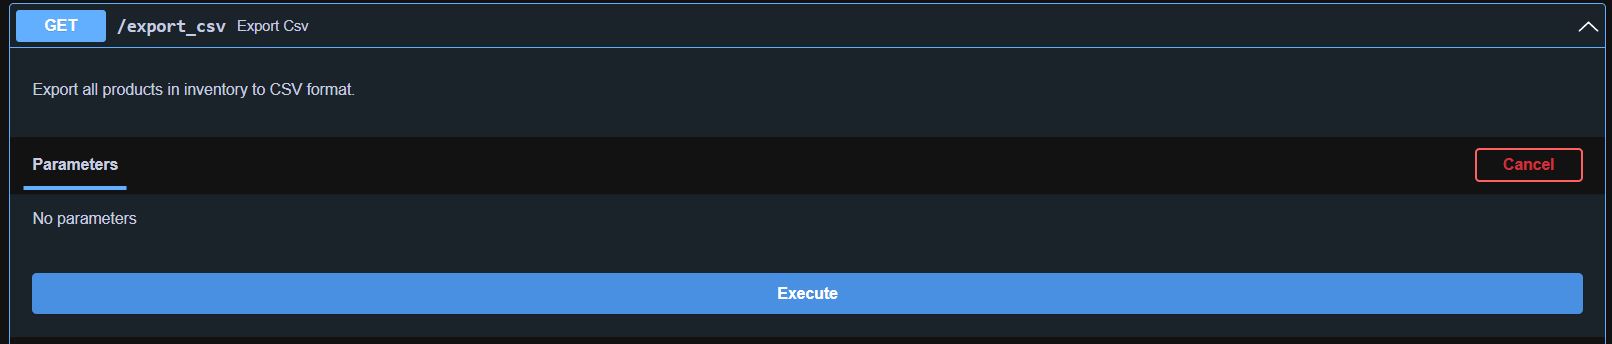 GET /export_csv Export Csv
Export all products in inventory to CSV format.
Parameters Cancel
No parameters
Execute